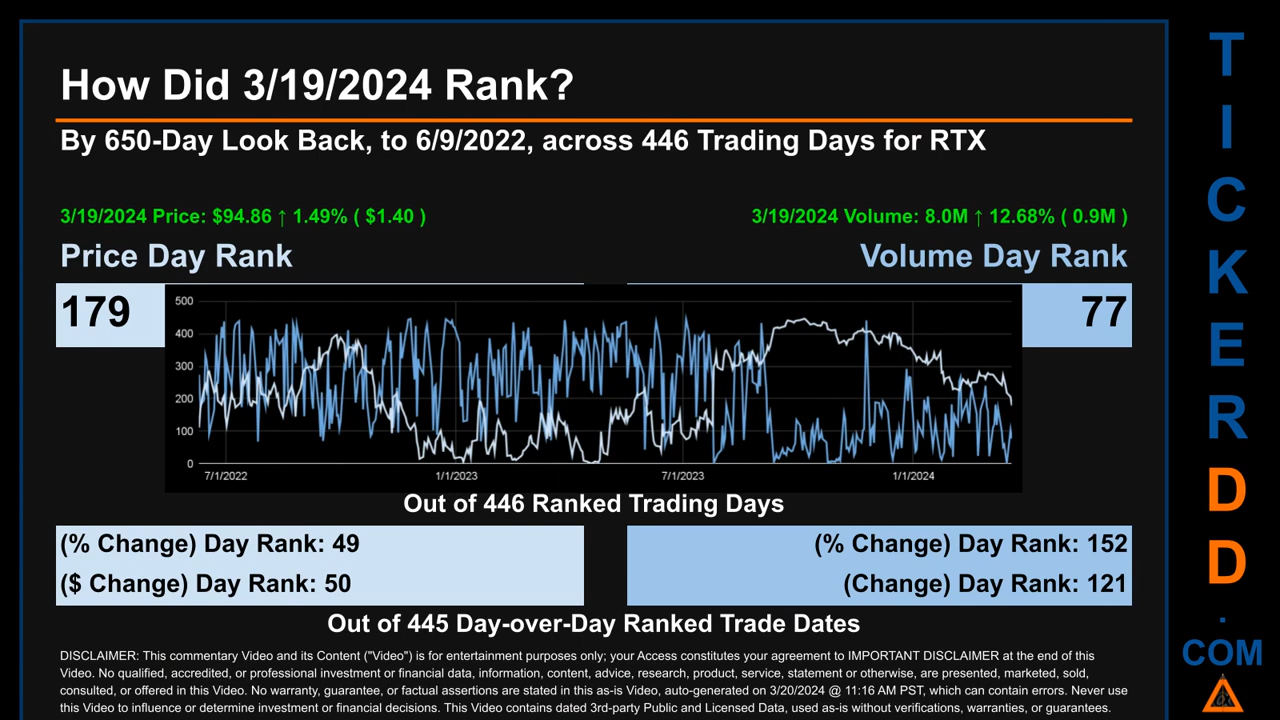 How Did 3/19/2024 Rank?
By 650-Day Look Back, to 6/9/2022, across 446 Trading Days for RTX
3/19/2024 Price: $94.86 ↑ 1.49% ( $1.40 )
3/19/2024 Volume: 8.0M ↑ 12.68% ( 0.9M )
Price Day Rank
Volume Day Rank
179
77
500
400
300
200
100
0
7/1/2022
1/1/2023
7/1/2023
1/1/2024
Out of 446 Ranked Trading Days
(% Change) Day Rank: 49
($ Change) Day Rank: 50
(% Change) Day Rank: 152
(Change) Day Rank: 121
Out of 445 Day-over-Day Ranked Trade Dates
DISCLAIMER: This commentary Video and its Content ("Video") is for entertainment purposes only; your Access constitutes your agreement to IMPORTANT DISCLAIMER at the end of this
Video. No qualified, accredited, or professional investment or financial data, information, content, advice, research, product, service, statement or otherwise, are presented, marketed, sold,
consulted, or offered in this Video. No warranty, guarantee, or factual assertions are stated in this as-is Video, auto-generated on 3/20/2024 @ 11:16 AM PST, which can contain errors. Never use
this Video to influence or determine investment or financial decisions. This Video contains dated 3rd-party Public and Licensed Data, used as-is without verifications, warranties, or guarantees.
T
I
C
K
E
R
D
D
.
COM